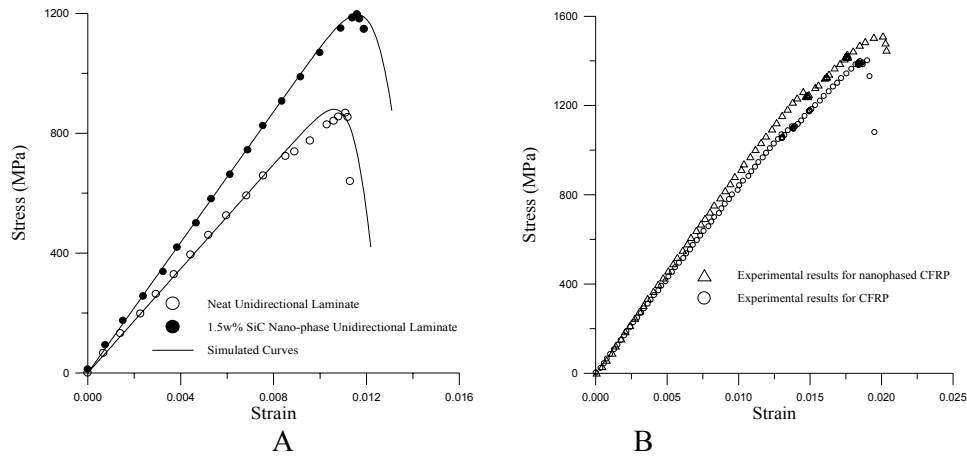 1200
800
400
0
Stress (MPa)
0.000
0.004
0.008
0.012
0.016
Strain
Neat Unidirectional Laminate
1.5w% SiC Nano-phase Unidirectional Laminate
Simulated Curves
A
1600
1200
800
400
0
Stress (MPa)
0.000
0.005
0.010
0.015
0.020
0.025
Strain
Experimental results for nanophased CFRP
Experimental results for CFRP
B